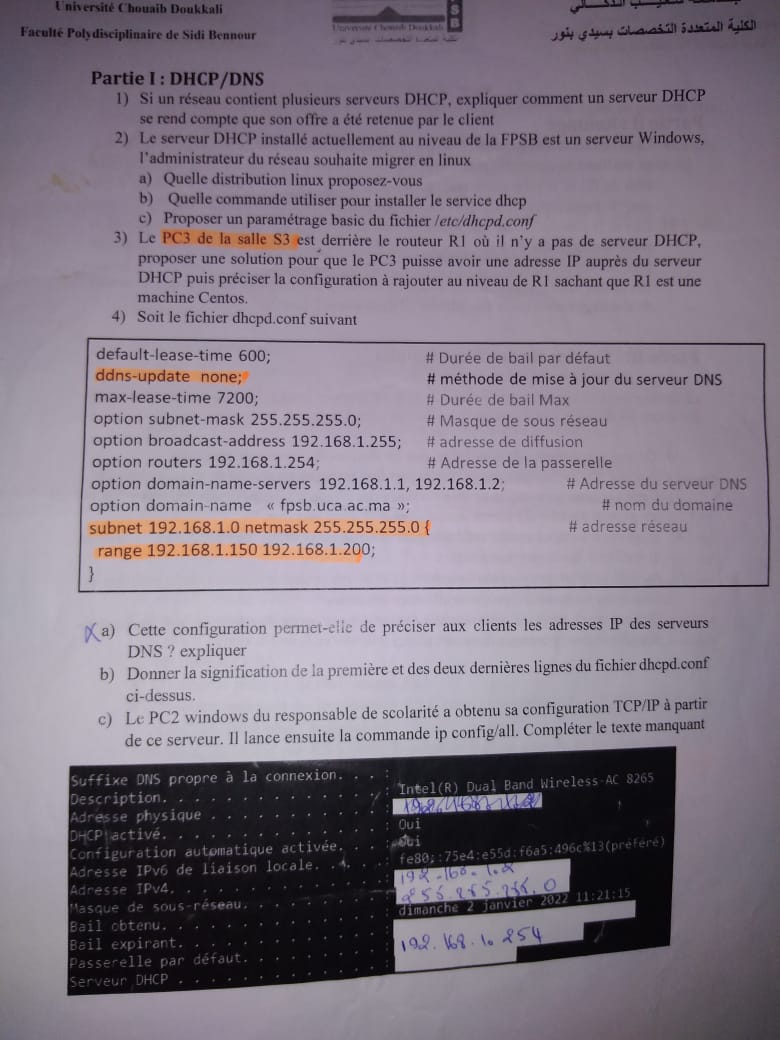 Université Chouaib Doukkali
Faculté Polydisciplinaire de Sidi Bennour
SB
Université Chouaib Doukkali
الكلية المتعددة التخصصات بسيدي بنور
Partie I : DHCP/DNS
1) Si un réseau contient plusieurs serveurs DHCP, expliquer comment un serveur DHCP
se rend compte que son offre a été retenue par le client
2) Le serveur DHCP installé actuellement au niveau de la FPSB est un serveur Windows,
l'administrateur du réseau souhaite migrer en linux
a) Quelle distribution linux proposez-vous
b) Quelle commande utiliser pour installer le service dhcp
c) Proposer un paramétrage basic du fichier /etc/dhcpd.conf
3) Le PC3 de la salle S3 est derrière le routeur R1 où il n'y a pas de serveur DHCP,
proposer une solution pour que le PC3 puisse avoir une adresse IP auprès du serveur
DHCP puis préciser la configuration à rajouter au niveau de R1 sachant que R1 est une
machine Centos.
4) Soit le fichier dhcpd.conf suivant
default-lease-time 600; # Durée de bail par défaut
ddns-update none; # méthode de mise à jour du serveur DNS
max-lease-time 7200; # Durée de bail Max
option subnet-mask 255.255.255.0; # Masque de sous réseau
option broadcast-address 192.168.1.255; # adresse de diffusion
option routers 192.168.1.254; # Adresse de la passerelle
option domain-name-servers 192.168.1.1, 192.168.1.2; # Adresse du serveur DNS
option domain-name « fpsb.uca.ac.ma »; # nom du domaine
subnet 192.168.1.0 netmask 255.255.255.0 { # adresse réseau
range 192.168.1.150 192.168.1.200;
}
a) Cette configuration permet-elle de préciser aux clients les adresses IP des serveurs
DNS ? expliquer
b) Donner la signification de la première et des deux dernières lignes du fichier dhcpd.conf
ci-dessus.
c) Le PC2 windows du responsable de scolarité a obtenu sa configuration TCP/IP à partir
de ce serveur. Il lance ensuite la commande ip config/all. Compléter le texte manquant
Suffixe DNS propre à la connexion. . . :
Description. . . . . . . . . . . . . . : Intel(R) Dual Band Wireless-AC 8265
Adresse physique . . . . . . . . . . . :
DHCP activé. . . . . . . . . . . . . . : Oui
Configuration automatique activée. . . : Oui
Adresse IPv6 de liaison locale. . . . . : fe80::75e4:e55d:f6a5:496c%13(préféré)
Adresse IPv4. . . . . . . . . . . . . . : 192.168.1.2
Masque de sous-réseau. . . . . . . . . : 255.255.255.0
Bail obtenu. . . . . . . . . . . . . . : dimanche 2 janvier 2022 11:21:15
Bail expirant. . . . . . . . . . . . . :
Passerelle par défaut. . . . . . . . . : 192.168.1.254
Serveur DHCP . . . . . . . . . . . . . :